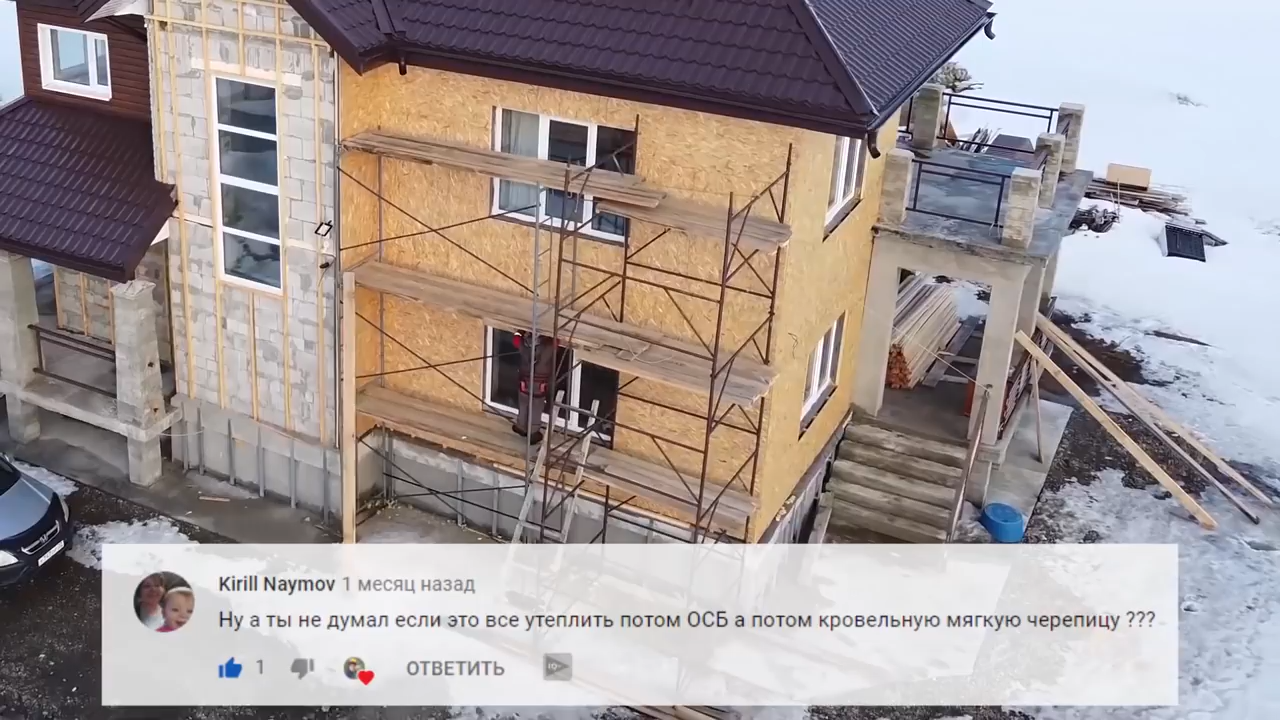 Kirill Naymov 1 месяц назад
Ну а ты не думал если это все утеплить потом ОСБ а потом кровельную мягкую черепицу ???
1 ОТВЕТИТЬ